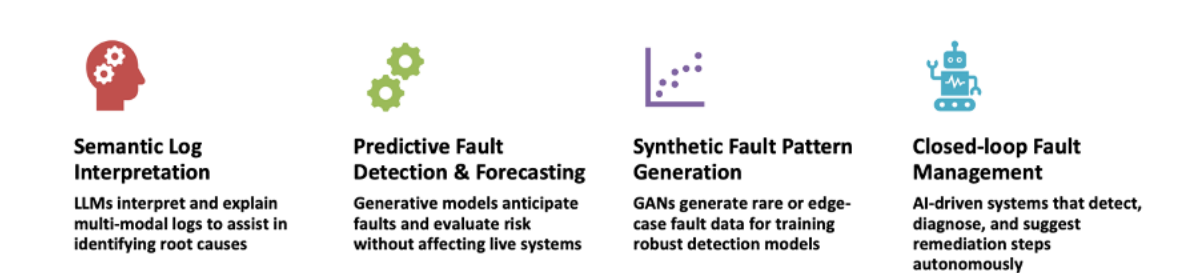 Semantic Log
Interpretation
LLMs interpret and explain
multi-modal logs to assist in
identifying root causes
Predictive Fault
Detection & Forecasting
Generative models anticipate
faults and evaluate risk
without affecting live systems
Synthetic Fault Pattern
Generation
GANs generate rare or edge-
case fault data for training
robust detection models
Closed-loop Fault
Management
AI-driven systems that detect,
diagnose, and suggest
remediation steps
autonomously